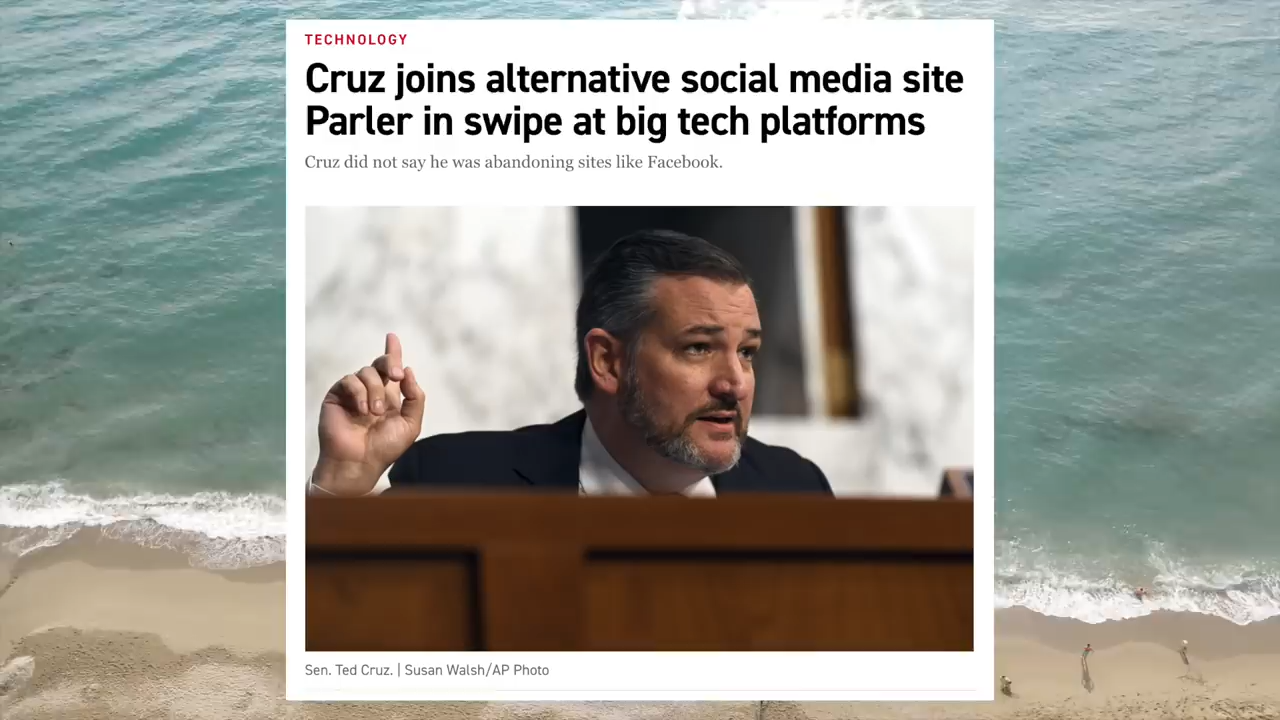 TECHNOLOGY
Cruz joins alternative social media site
Parler in swipe at big tech platforms
Cruz did not say he was abandoning sites like Facebook.
Sen. Ted Cruz. | Susan Walsh/AP Photo